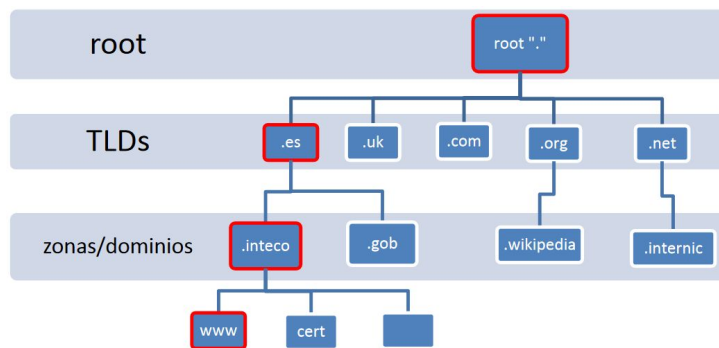 root
root "."
TLDs
.es
.uk
.com
.org
.net
zonas/dominios
.inteco
.gob
.wikipedia
.internic
www
cert